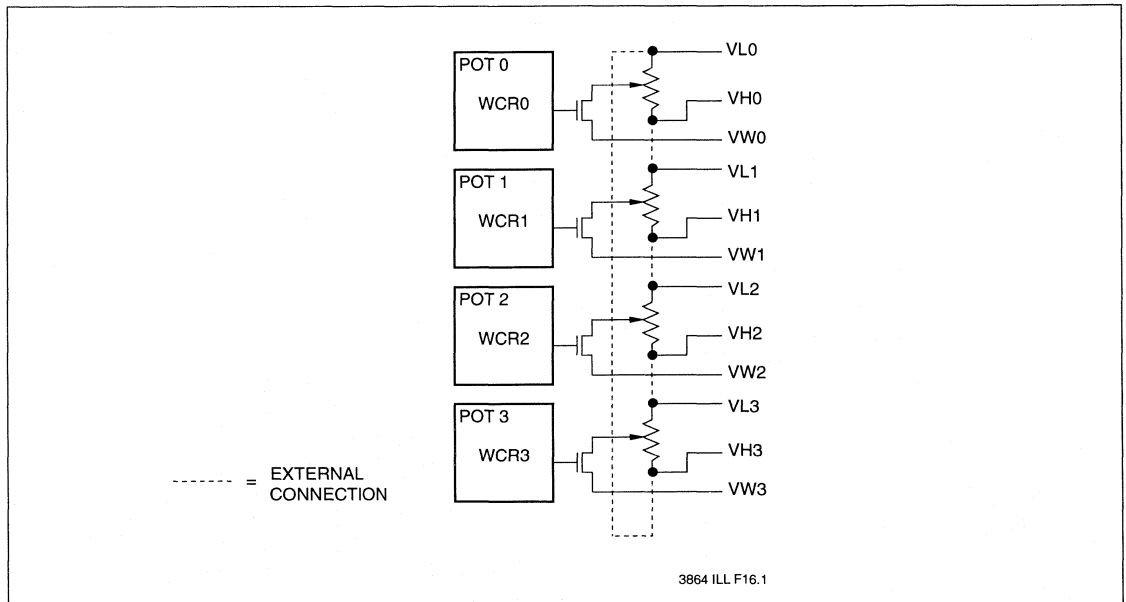 POT 0
WCR0
VL0
VH0
VW0
POT 1
WCR1
VL1
VH1
VW1
POT 2
WCR2
VL2
VH2
VW2
POT 3
WCR3
VL3
VH3
VW3
= EXTERNAL
CONNECTION
3864 ILL F16.1